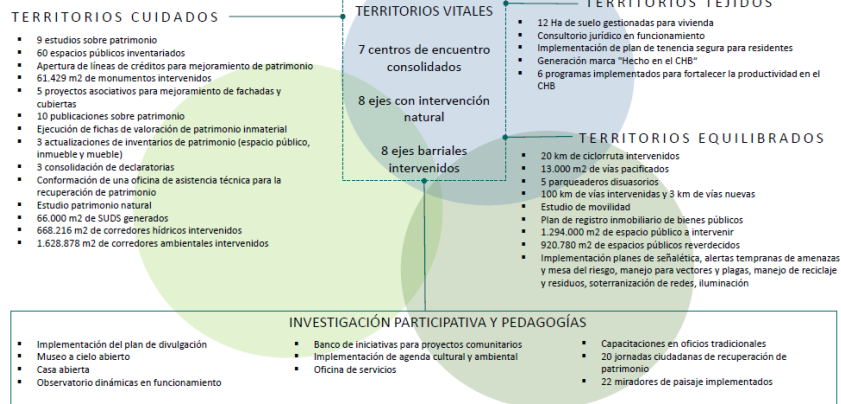 TERRITORIOS CUIDADOS
▪ 9 estudios sobre patrimonio
▪ 60 espacios públicos inventariados
▪ Apertura de líneas de créditos para mejoramiento de patrimonio
▪ 61.429 m2 de monumentos intervenidos
▪ 5 proyectos asociativos para mejoramiento de fachadas y
cubiertas
▪ 10 publicaciones sobre patrimonio
▪ Ejecución de fichas de valoración de patrimonio inmaterial
▪ 3 actualizaciones de inventarios de patrimonio (espacio público,
inmueble y mueble)
▪ 3 consolidación de declaratorias
▪ Conformación de una oficina de asistencia técnica para la
recuperación de patrimonio
▪ Estudio patrimonio natural
▪ 66.000 m2 de SUDS generados
▪ 668.216 m2 de corredores hídricos intervenidos
▪ 1.628.878 m2 de corredores ambientales intervenidos
TERRITORIOS VITALES
7 centros de encuentro
consolidados
8 ejes con intervención
natural
8 ejes barriales
intervenidos
TERRITORIOS TEJIDOS
▪ 12 Ha de suelo gestionadas para vivienda
▪ Consultorio jurídico en funcionamiento
▪ Implementación de plan de tenencia segura para residentes
▪ Generación marca "Hecho en el CHB"
▪ 6 programas implementados para fortalecer la productividad en el
CHB
TERRITORIOS EQUILIBRADOS
▪ 20 km de ciclorruta intervenidos
▪ 13.000 m2 de vías pacificados
▪ 5 parqueaderos disuasorios
▪ 100 km de vías intervenidas y 3 km de vías nuevas
▪ Estudio de movilidad
▪ Plan de registro inmobiliario de bienes públicos
▪ 1.294.000 m2 de espacio público a intervenir
▪ 920.780 m2 de espacios públicos reverdecidos
▪ Implementación planes de señalética, alertas tempranas de amenazas
y mesa del riesgo, manejo para vectores y plagas, manejo de reciclaje
y residuos, soterranización de redes, iluminación
INVESTIGACIÓN PARTICIPATIVA Y PEDAGOGÍAS
▪ Implementación del plan de divulgación
▪ Museo a cielo abierto
▪ Casa abierta
▪ Observatorio dinámicas en funcionamiento
▪ Banco de iniciativas para proyectos comunitarios
▪ Implementación de agenda cultural y ambiental
▪ Oficina de servicios
▪ Capacitaciones en oficios tradicionales
▪ 20 jornadas ciudadanas de recuperación de
patrimonio
▪ 22 miradores de paisaje implementados